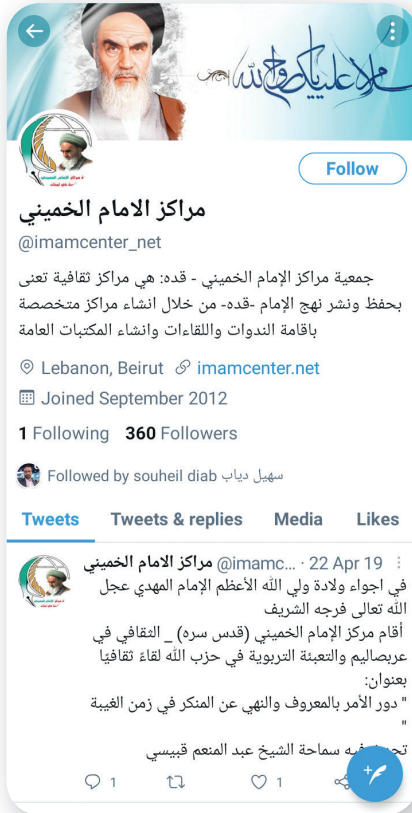 سلام عليك يا روح الله
Follow
مراكز الامام الخميني
@imamcenter_net
جمعية مراكز الإمام الخميني - قده: هي مراكز ثقافية تعنى
بحفظ ونشر نهج الإمام -قده- من خلال انشاء مراكز متخصصة
باقامة الندوات واللقاءات وانشاء المكتبات العامة
Lebanon, Beirut imamcenter.net
Joined September 2012
1 Following 360 Followers
Followed by souheil diab سهيل دياب
Tweets Tweets & replies Media Likes
مراكز الامام الخميني @imamc... · 22 Apr 19
في اجواء ولادة ولي الله الأعظم الإمام المهدي عجل
الله تعالى فرجه الشريف
أقام مركز الإمام الخميني (قدس سره) _ الثقافي في
عربصاليم والتعبئة التربوية في حزب الله لقاءً ثقافيًا
بعنوان:
" دور الأمر بالمعروف والنهي عن المنكر في زمن الغيبة
"
فيه سماحة الشيخ عبد المنعم قبيسي
1 1